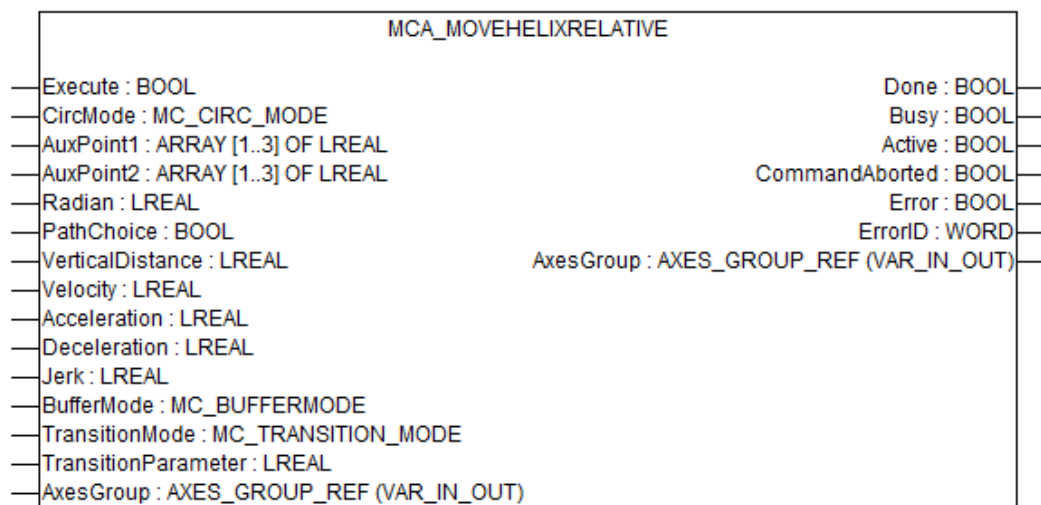 MCA_MOVEHELIXRELATIVE
Execute : BOOL Done : BOOL
CircMode : MC_CIRC_MODE Busy : BOOL
AuxPoint1 : ARRAY [1..3] OF LREAL Active : BOOL
AuxPoint2 : ARRAY [1..3] OF LREAL CommandAborted : BOOL
Radian : LREAL Error : BOOL
PathChoice : BOOL ErrorID : WORD
VerticalDistance : LREAL AxesGroup : AXES_GROUP_REF (VAR_IN_OUT)
Velocity : LREAL
Acceleration : LREAL
Deceleration : LREAL
Jerk : LREAL
BufferMode : MC_BUFFERMODE
TransitionMode : MC_TRANSITION_MODE
TransitionParameter : LREAL
AxesGroup : AXES_GROUP_REF (VAR_IN_OUT)